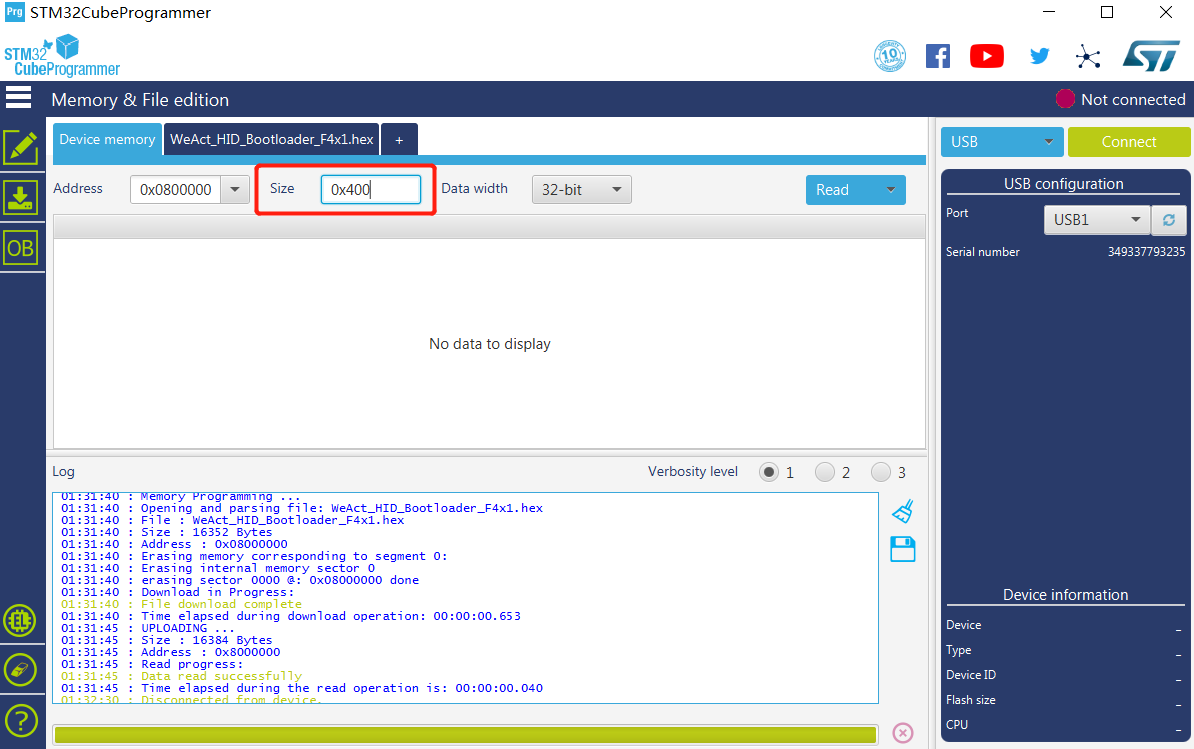 Prg STM32CubeProgrammer
STM32
CubeProgrammer
10
Memory & File edition
Not connected
Device memory
WeAct_HID_Bootloader_F4x1.hex
+
USB
Connect
Address
0x0800000
Size
0x400
Data width
32-bit
Read
USB configuration
Port
USB1
Serial number
349337793235
OB
No data to display
Log
Verbosity level
1
2
3
01:31:40 : Memory Programming ...
01:31:40 : Opening and parsing file: WeAct_HID_Bootloader_F4x1.hex
01:31:40 : File : WeAct_HID_Bootloader_F4x1.hex
01:31:40 : Size : 16352 Bytes
01:31:40 : Address : 0x08000000
01:31:40 : Erasing memory corresponding to segment 0:
01:31:40 : Erasing internal memory sector 0
01:31:40 : erasing sector 0000 @: 0x08000000 done
01:31:40 : Download in Progress:
01:31:40 : File download complete
01:31:40 : Time elapsed during download operation: 00:00:00.653
01:31:45 : UPLOADING ...
01:31:45 : Size : 16384 Bytes
01:31:45 : Address : 0x8000000
01:31:45 : Read progress:
01:31:45 : Data read successfully
01:31:45 : Time elapsed during the read operation is: 00:00:00.040
01:32:30 : Disconnected from device.
Device information
Device
–
Type
–
Device ID
–
Flash size
–
CPU
–
?